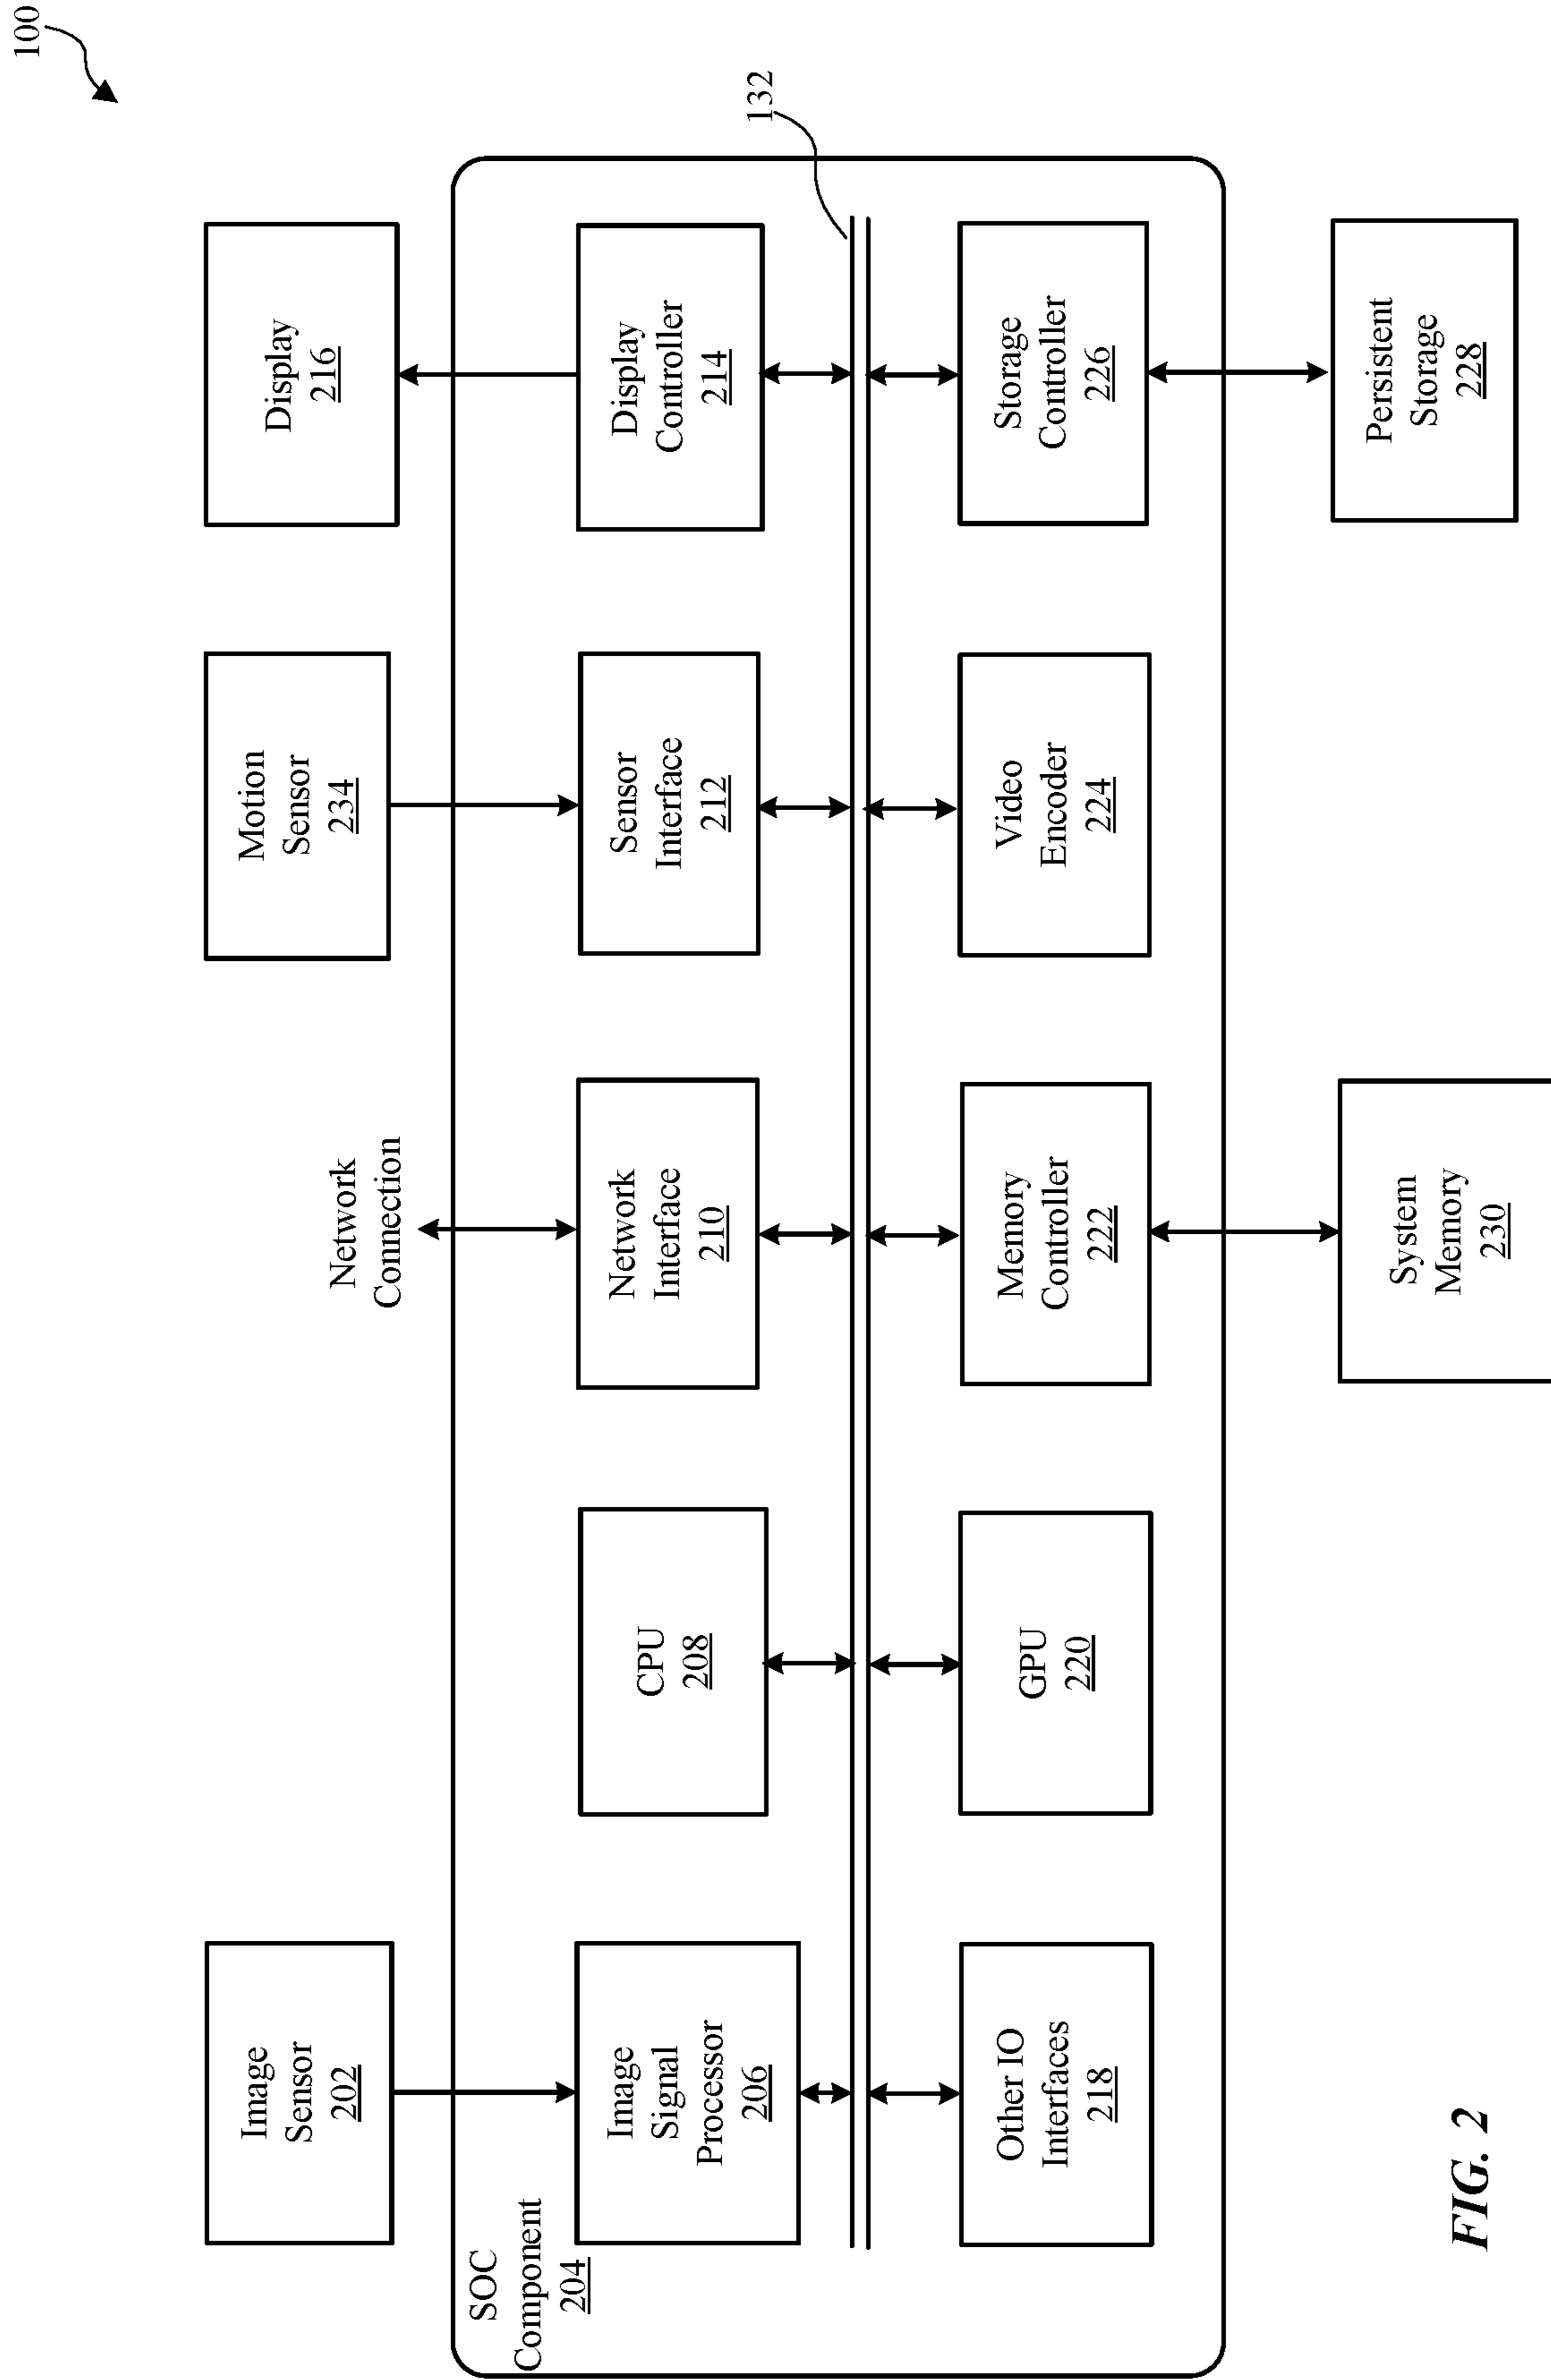 100
Image
Sensor
202
Network
Connection
Motion
Sensor
234
Display
216
SOC
Component
204
Image
Signal
Processor
206
CPU
208
Network
Interface
210
Sensor
Interface
212
Display
Controller
214
132
Other IO
Interfaces
218
GPU
220
Memory
Controller
222
Video
Encoder
224
Storage
Controller
226
System
Memory
230
Persistent
Storage
228
FIG. 2